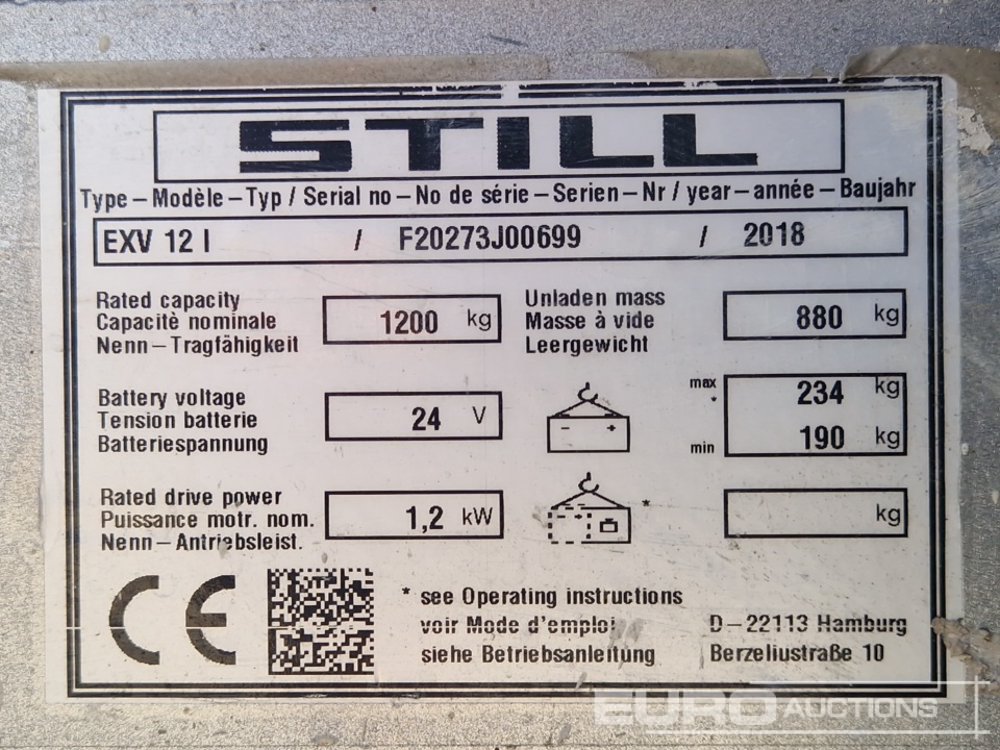 STILL
Type – Modèle – Typ / Serial no – No de série – Serien – Nr / year – année – Baujahr
EXV 12 I / F20273J00699 / 2018
Rated capacity
Capacitè nominale
Nenn – Tragfähigkeit
1200 kg
Unladen mass
Masse à vide
Leergewicht
880 kg
Battery voltage
Tension batterie
Batteriespannung
24 V
max
*
min
234 kg
190 kg
Rated drive power
Puissance motr. nom.
Nenn – Antriebsleist.
1,2 kW
*
kg
CE
* see Operating instructions
voir Mode d'emploi
siehe Betriebsanleitung
D – 22113 Hamburg
Berzeliustraße 10
EURO AUCTIONS